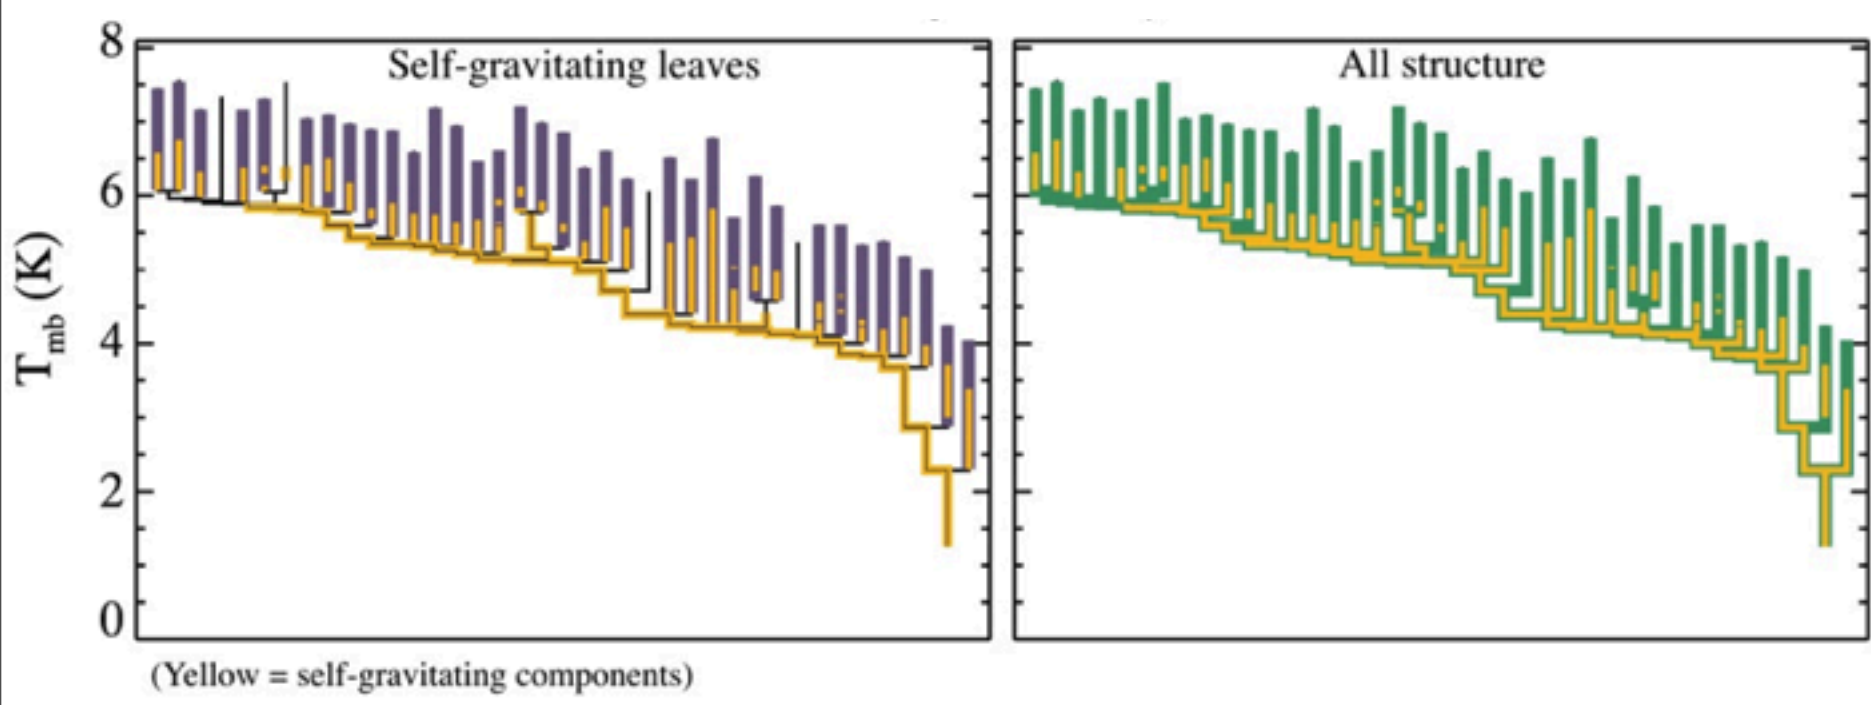 Self-gravitating leaves
All structure
8
6
4
2
0
T_mb (K)
(Yellow = self-gravitating components)